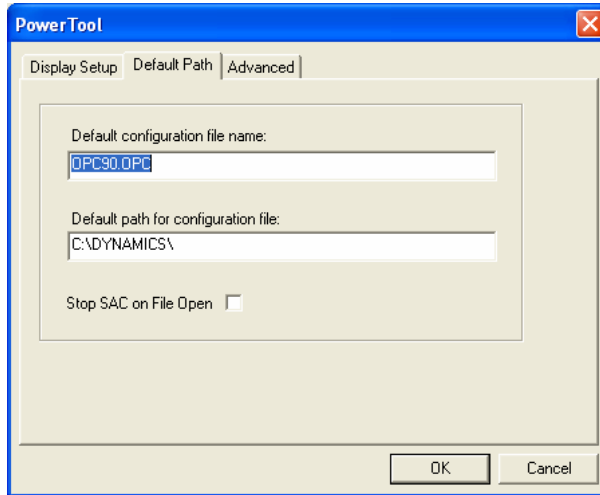 PowerTool
Display Setup Default Path Advanced
Default configuration file name:
OPC90.OPC
Default path for configuration file:
C:\DYNAMICS\
Stop SAC on File Open
OK Cancel